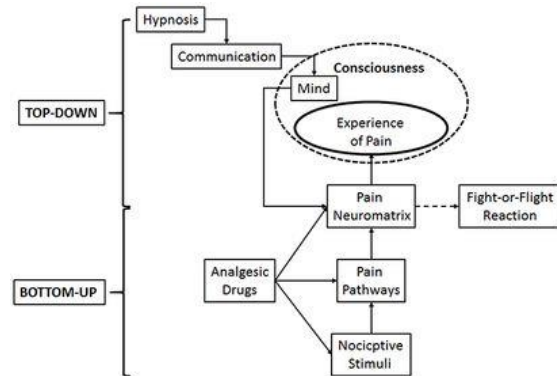 Hypnosis
Communication
Consciousness
Mind
TOP-DOWN
Experience
of Pain
Pain
Neuromatrix
Fight-or-Flight
Reaction
Analgesic
Drugs
Pain
Pathways
BOTTOM-UP
Nociciptive
Stimuli